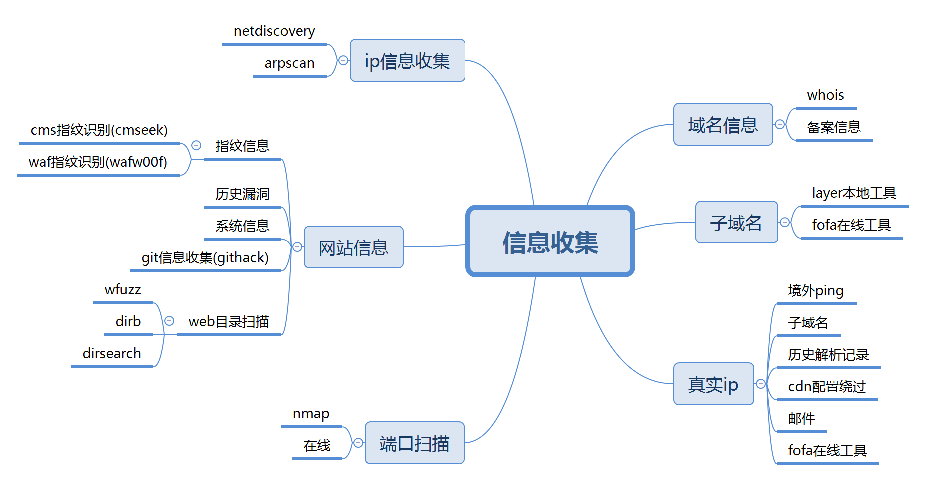 信息收集
ip信息收集
netdiscovery
arpscan
网站信息
指纹信息
cms指纹识别(cmseek)
waf指纹识别(wafw00f)
历史漏洞
系统信息
git信息收集(githack)
web目录扫描
wfuzz
dirb
dirsearch
端口扫描
nmap
在线
域名信息
whois
备案信息
子域名
layer本地工具
fofa在线工具
真实ip
境外ping
子域名
历史解析记录
cdn配置绕过
邮件
fofa在线工具